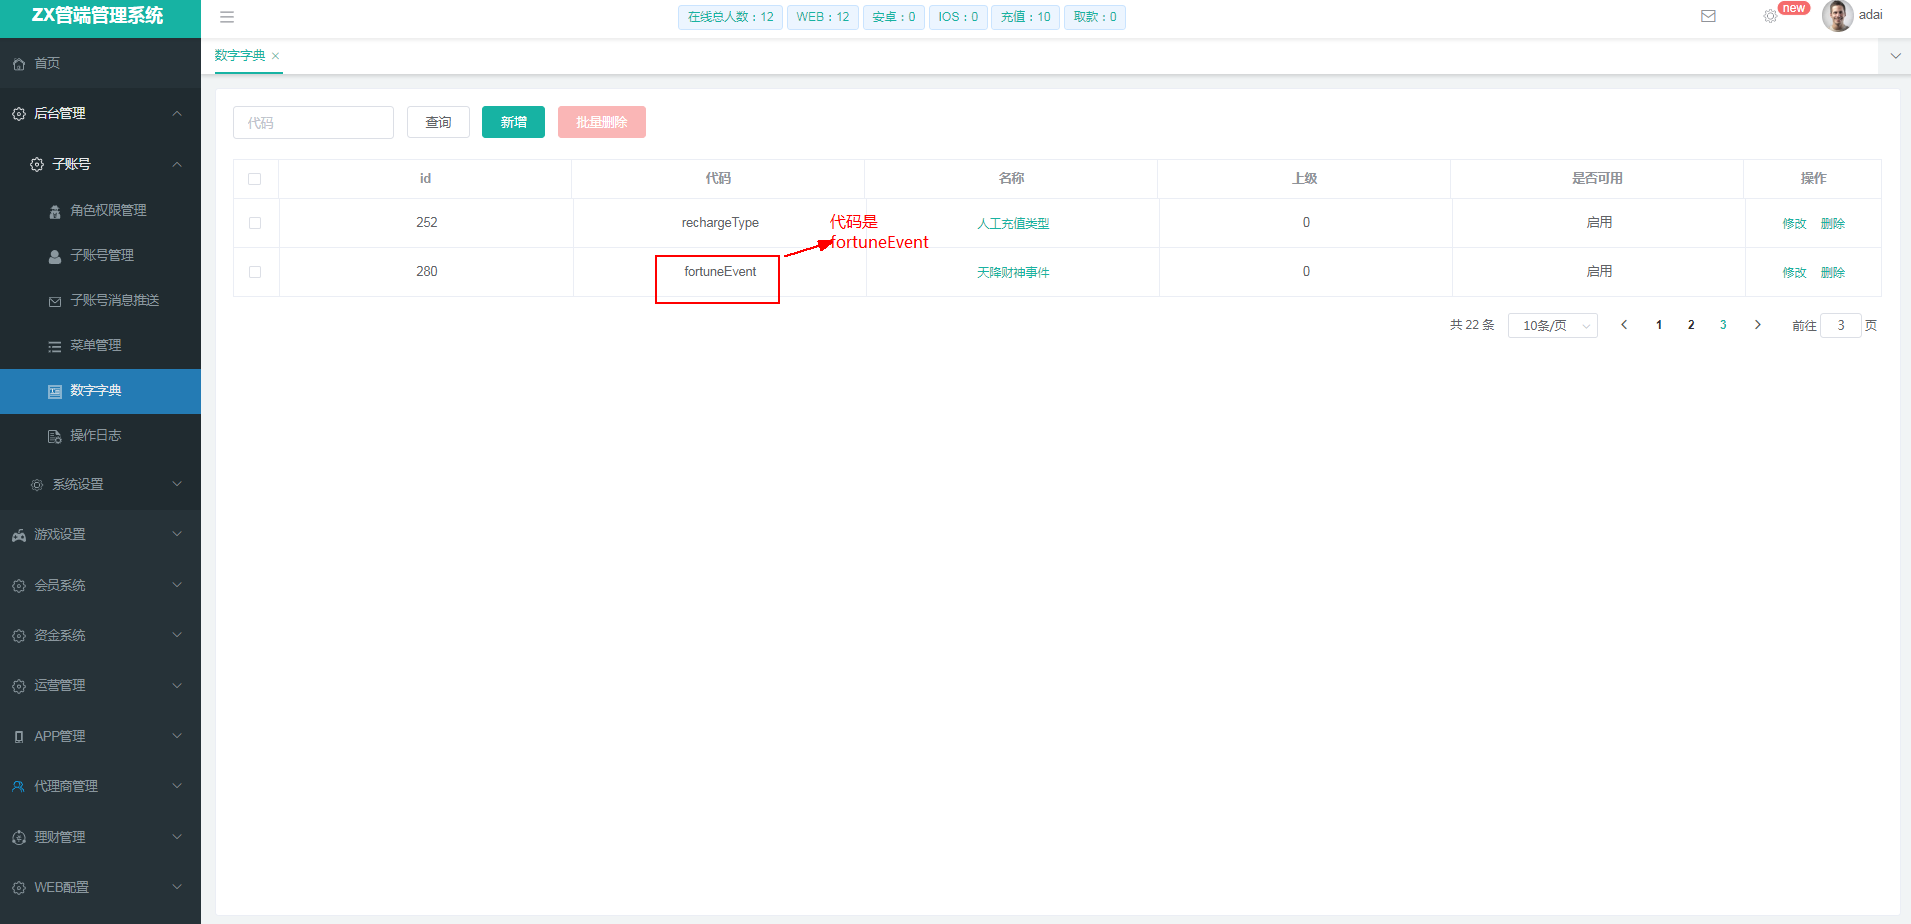 ZX管端管理系统
在线总人数：12 WEB：12 安卓：0 IOS：0 充值：10 取款：0
new
adai
首页
后台管理
子账号
角色权限管理
子账号管理
子账号消息推送
菜单管理
数字字典
操作日志
系统设置
游戏设置
会员系统
资金系统
运营管理
APP管理
代理商管理
理财管理
WEB配置
数字字典 ×
代码 查询 新增 批量删除
id 代码 名称 上级 是否可用 操作
252 rechargeType 人工充值类型 0 启用 修改 删除
代码是
fortuneEvent
280 fortuneEvent 天降财神事件 0 启用 修改 删除
共 22 条 10条/页 1 2 3 前往 3 页